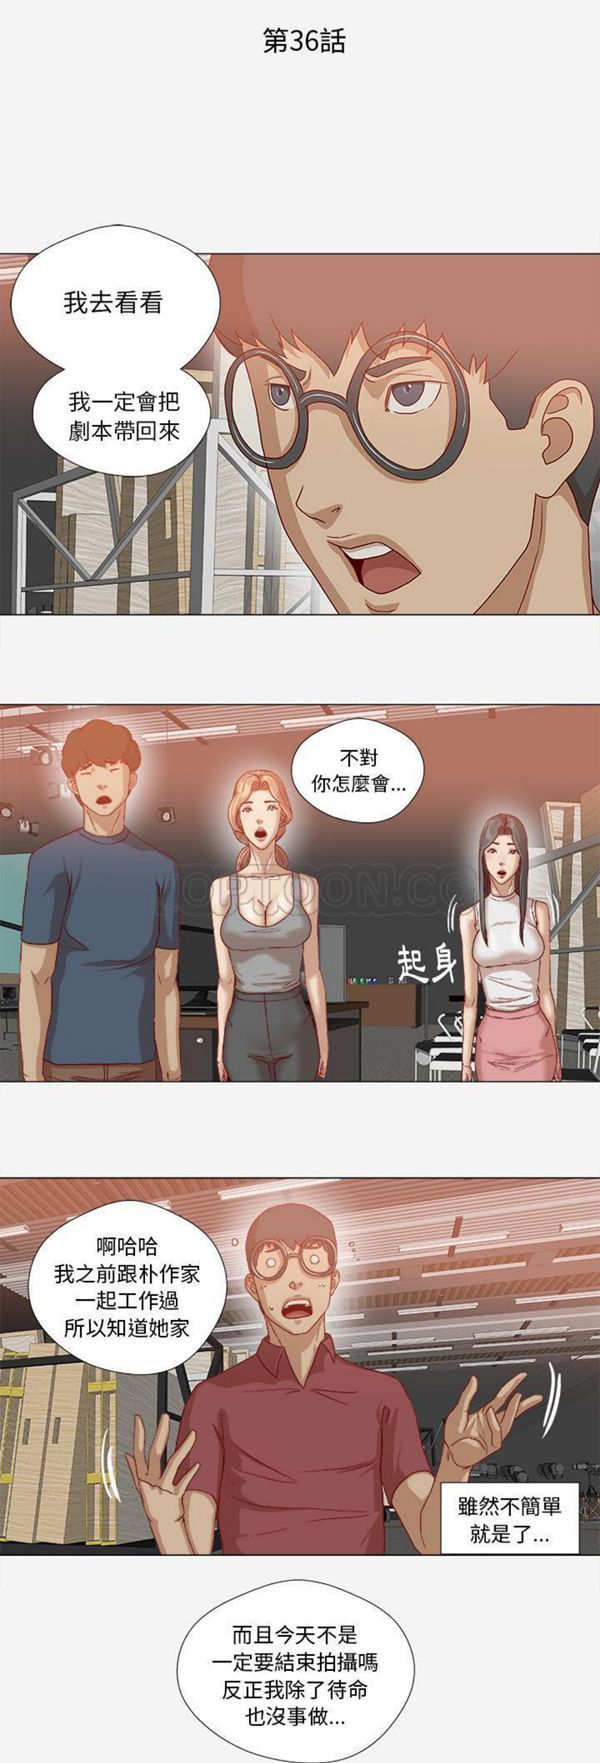 第36話
我去看看
我一定會把
劇本帶回來
不對
你怎麼會...
TOPTOON.COM
起身
啊哈哈
我之前跟朴作家
一起工作過
所以知道她家
雖然不簡單
就是了...
而且今天不是
一定要結束拍攝嗎
反正我除了待命
也沒事做...